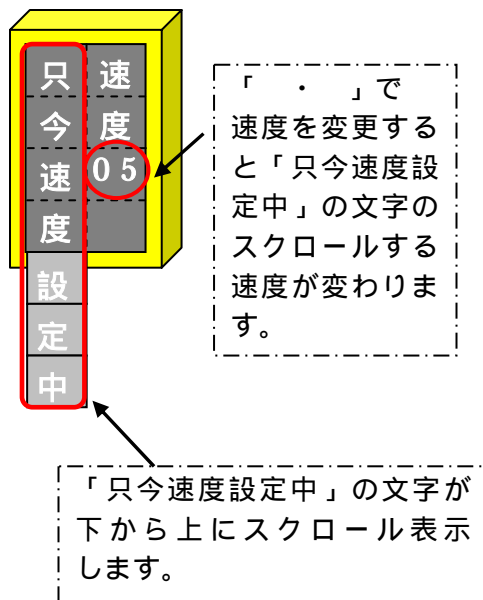 只今速度設定中
速度
05
「 ・ 」で
速度を変更する
と「只今速度設
定中」の文字の
スクロールする
速度が変わりま
す。
「只今速度設定中」の文字が
下から上にスクロール表示
します。